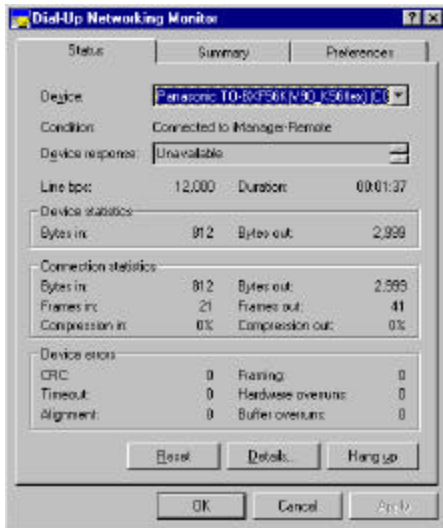 Dial-Up Networking Monitor
Status Summary Preferences
Device: Panasonic
Condition: Connected to iManager-Remote
Device response: Unavailable
Line bps: 12,000 Duration: 00:01:37
Device statistics
Bytes in: 812 Bytes out: 2,999
Connection statistics
Bytes in: 812 Bytes out: 2,999
Frames in: 21 Frames out: 41
Compression in: 0% Compression out: 0%
Device errors
CRC: 0 Framing: 0
Timeout: 0 Hardware overruns: 0
Alignment: 0 Buffer overruns: 0
Reset Details... Hang up
OK Cancel Apply